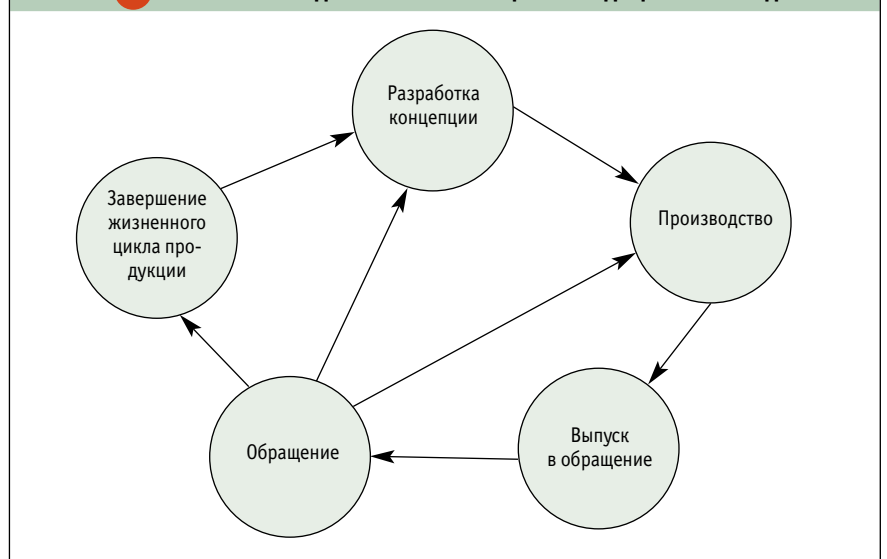 Разработка
концепции
Завершение
жизненного
цикла про-
дукции
Производство
Обращение
Выпуск
в обращение